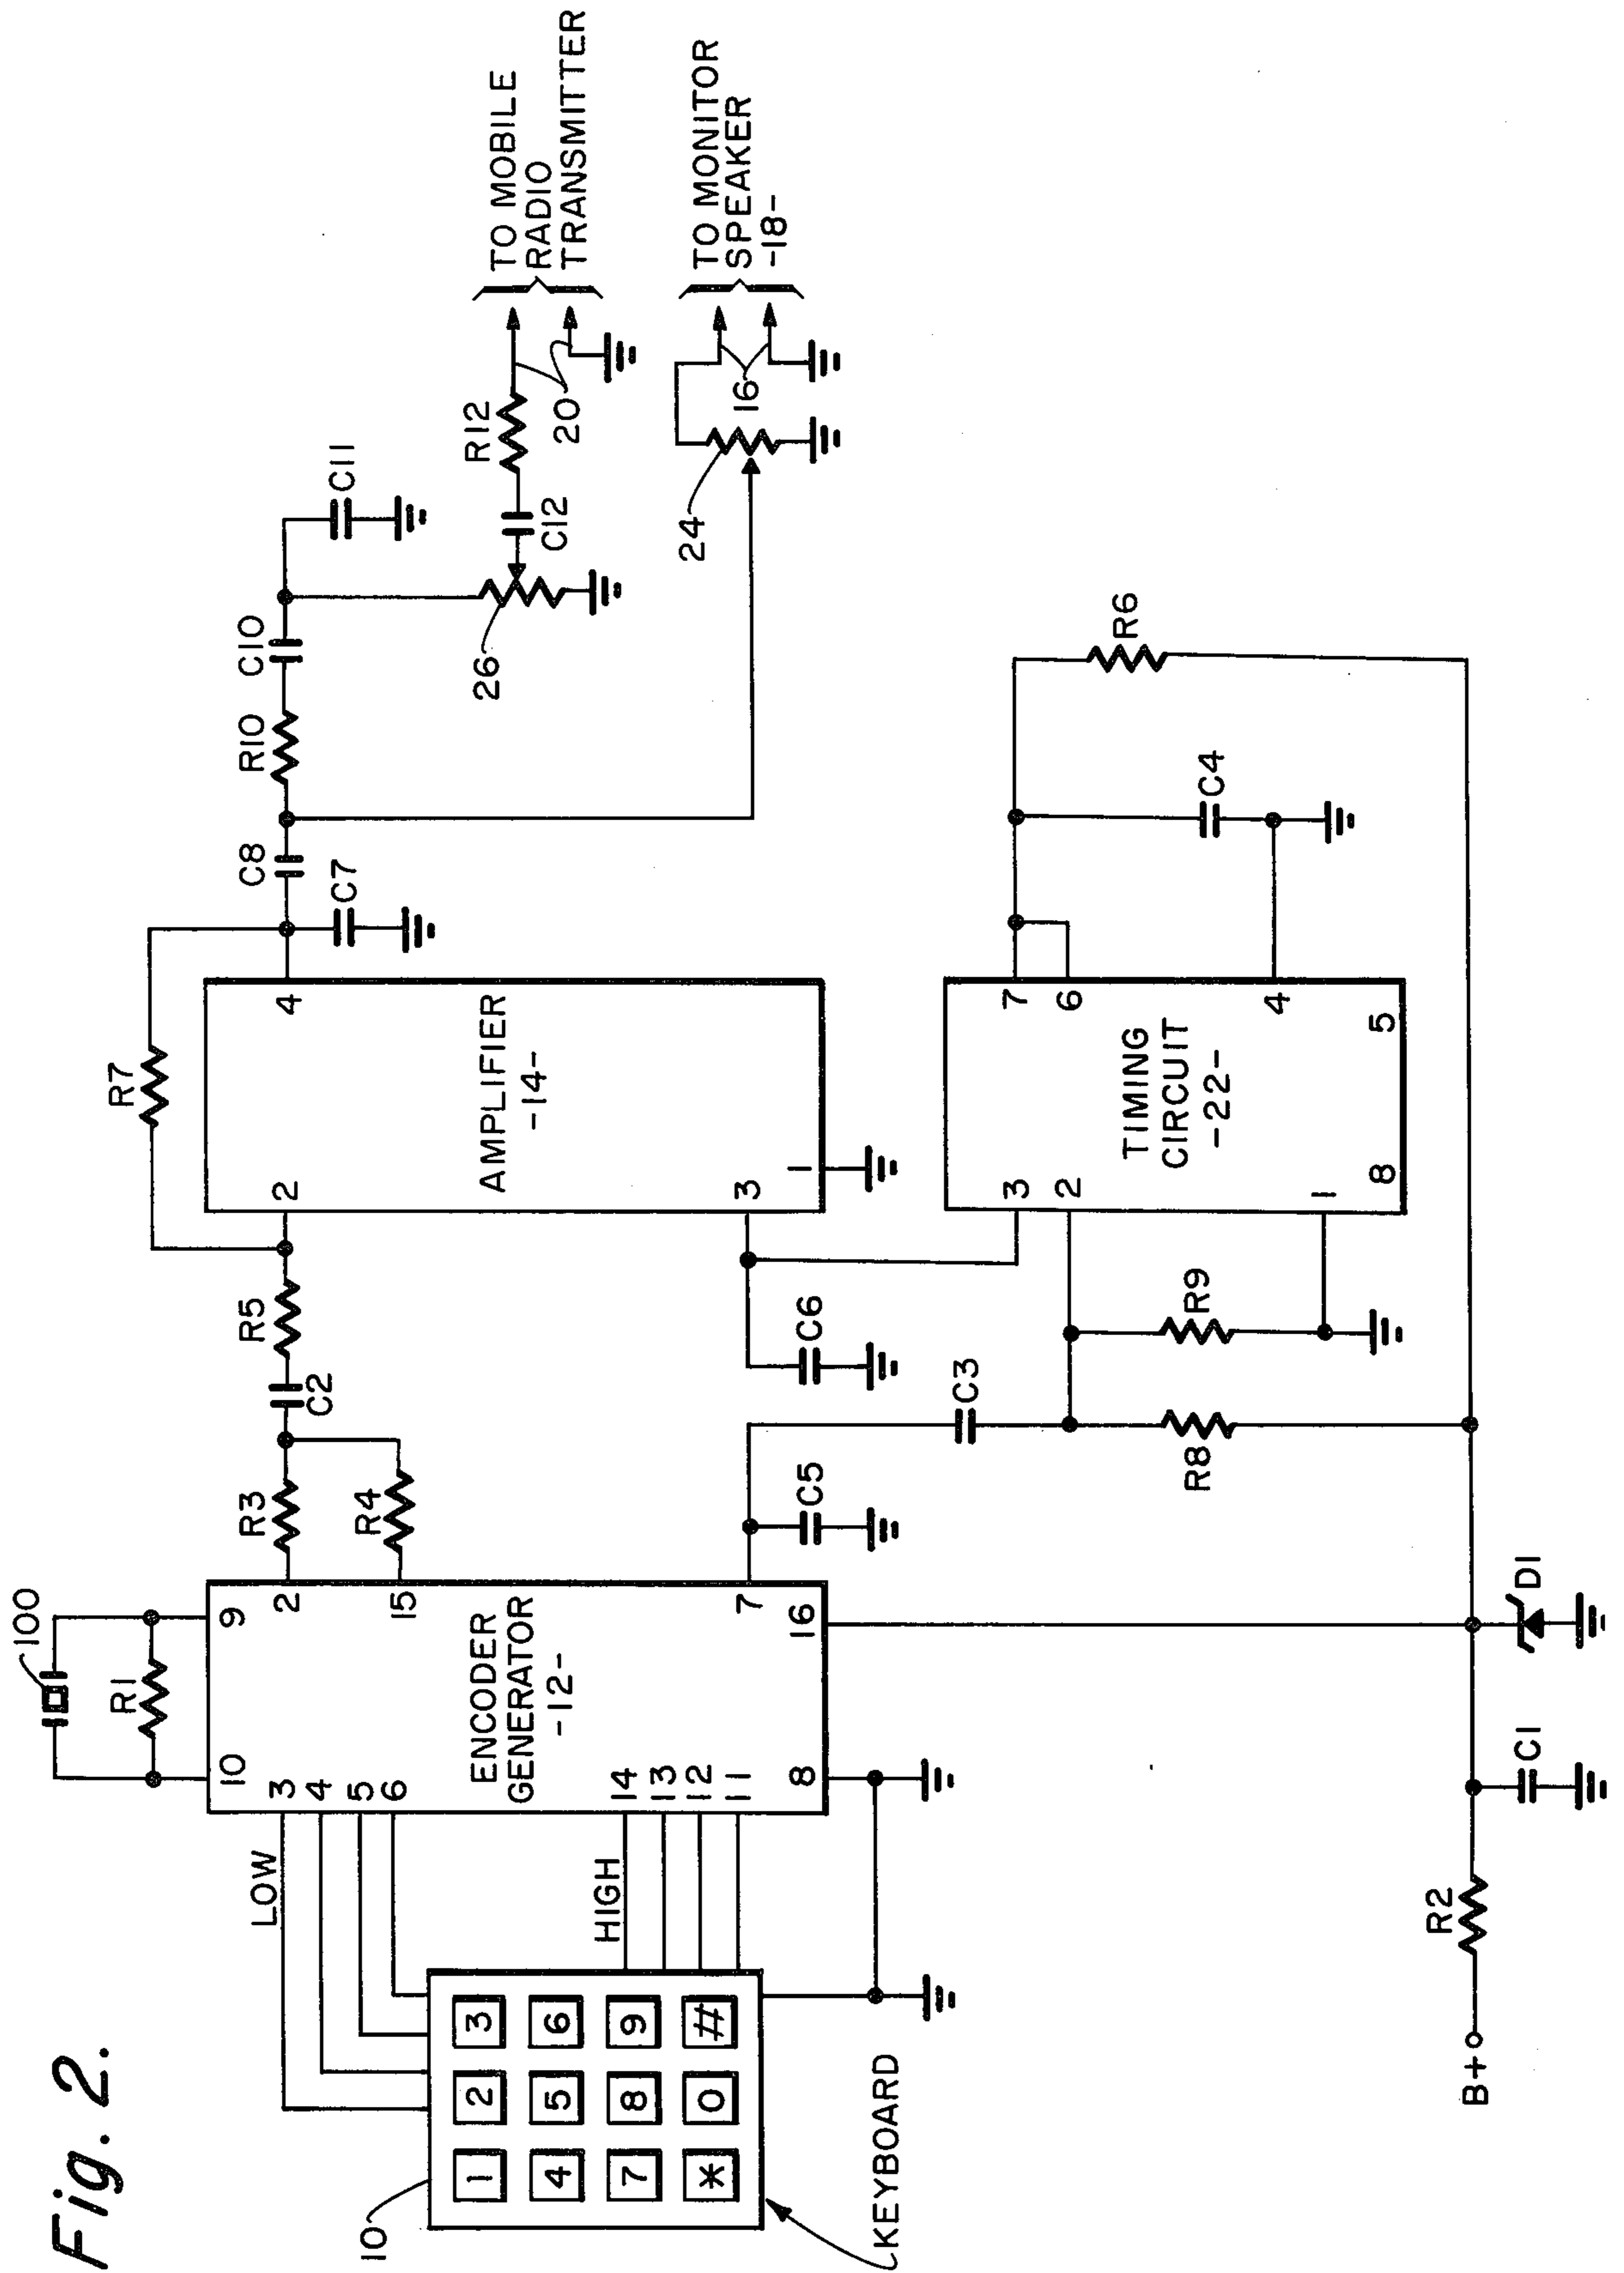 Fig. 2.
100
R1
R7
10
9
LOW
3
4
5
6
2
15
R3
R4
C2
R5
2
4
C8
R10
C10
C11
C7
26
C12
R12
20
TO MOBILE
RADIO
TRANSMITTER
ENCODER
GENERATOR
-12-
AMPLIFIER
-14-
HIGH
14
13
12
11
8
7
16
3
1
24
16
TO MONITOR
SPEAKER
-18-
10
1 2 3
4 5 6
7 8 9
* 0 #
KEYBOARD
C5
C6
C3
R8
R9
3
2
1
8
TIMING
CIRCUIT
-22-
7
6
4
5
C4
R6
B+
R2
C1
D1